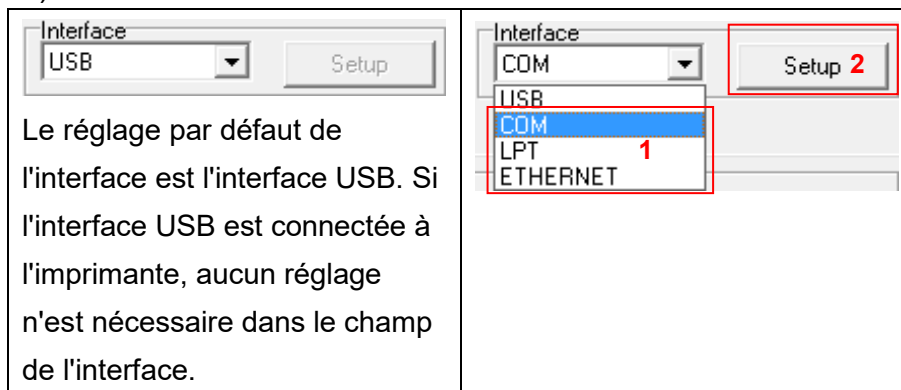 Interface
USB
Setup
Le réglage par défaut de
l'interface est l'interface USB. Si
l'interface USB est connectée à
l'imprimante, aucun réglage
n'est nécessaire dans le champ
de l'interface.
Interface
COM
Setup 2
USB
COM
LPT 1
ETHERNET